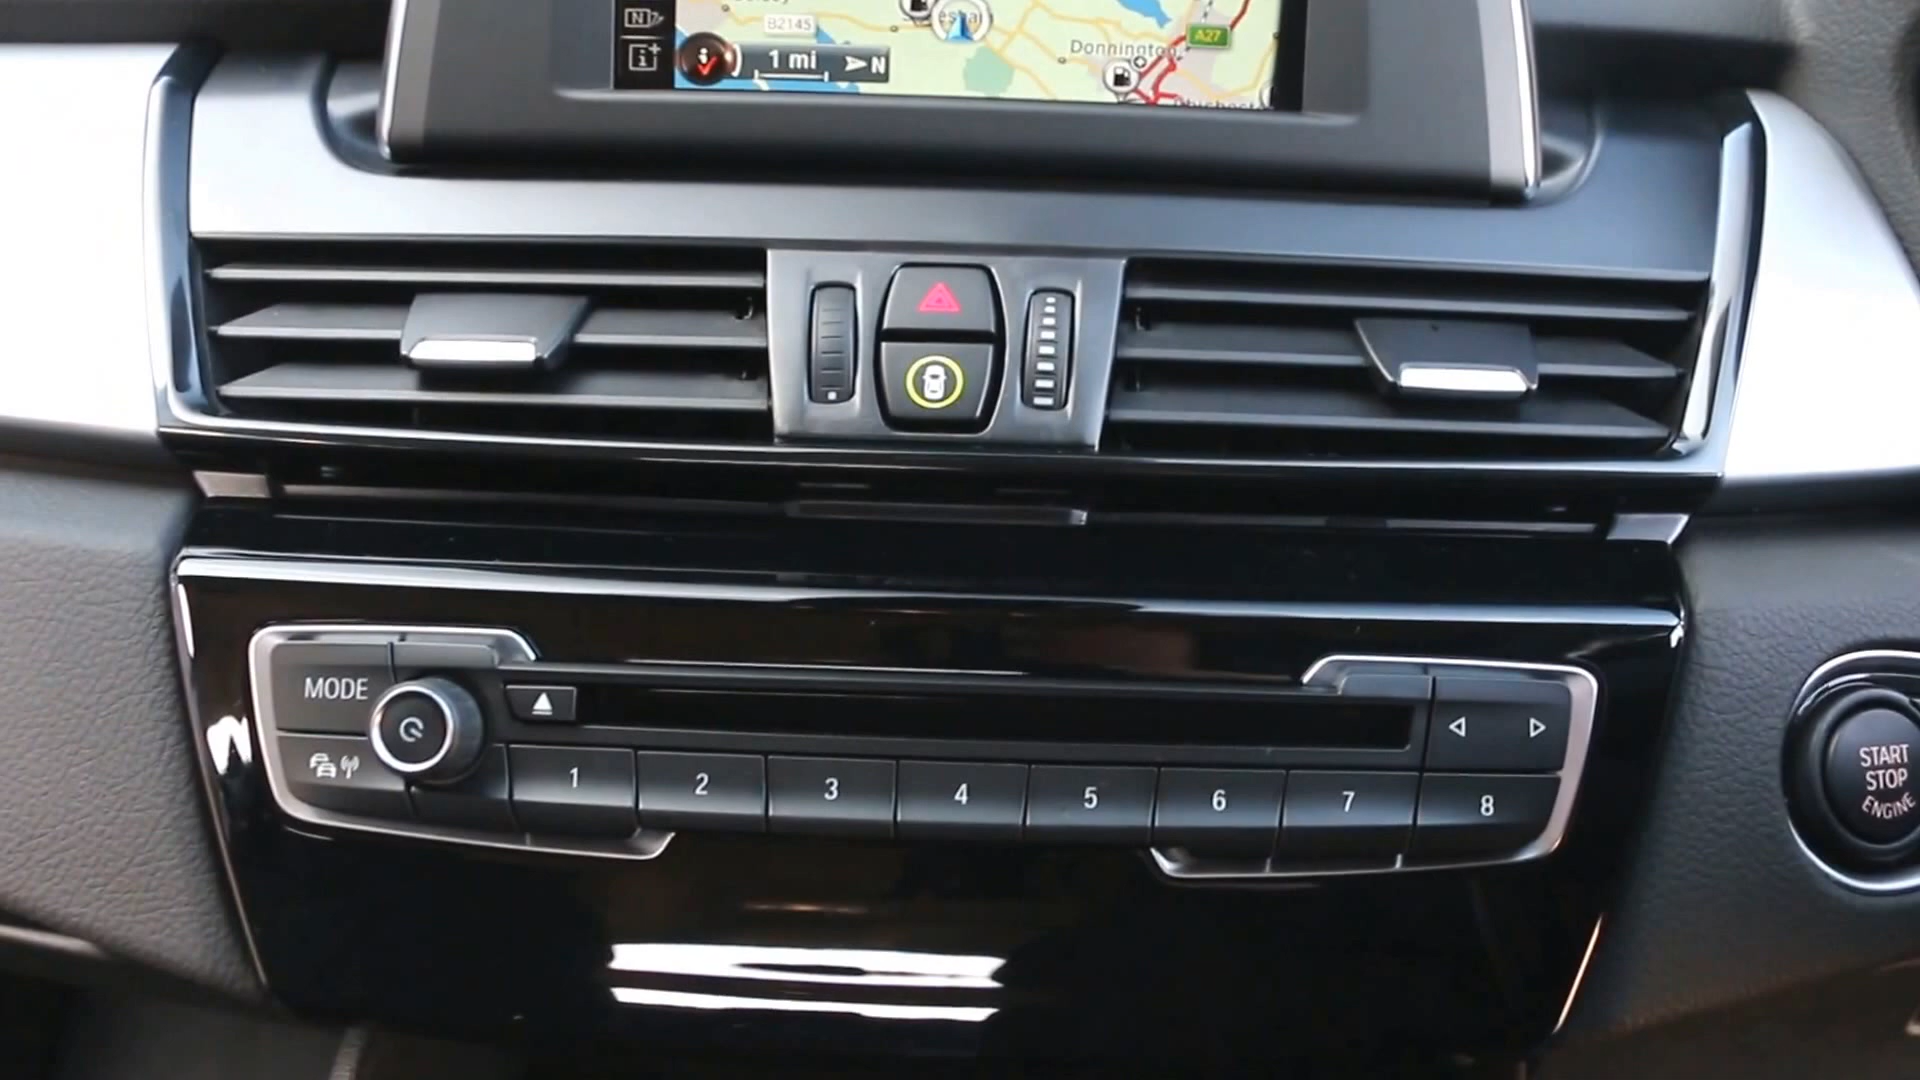 N
B2145
1 mi
N
Donnington
A27
MODE
1
2
3
4
5
6
7
8
START
STOP
ENGINE